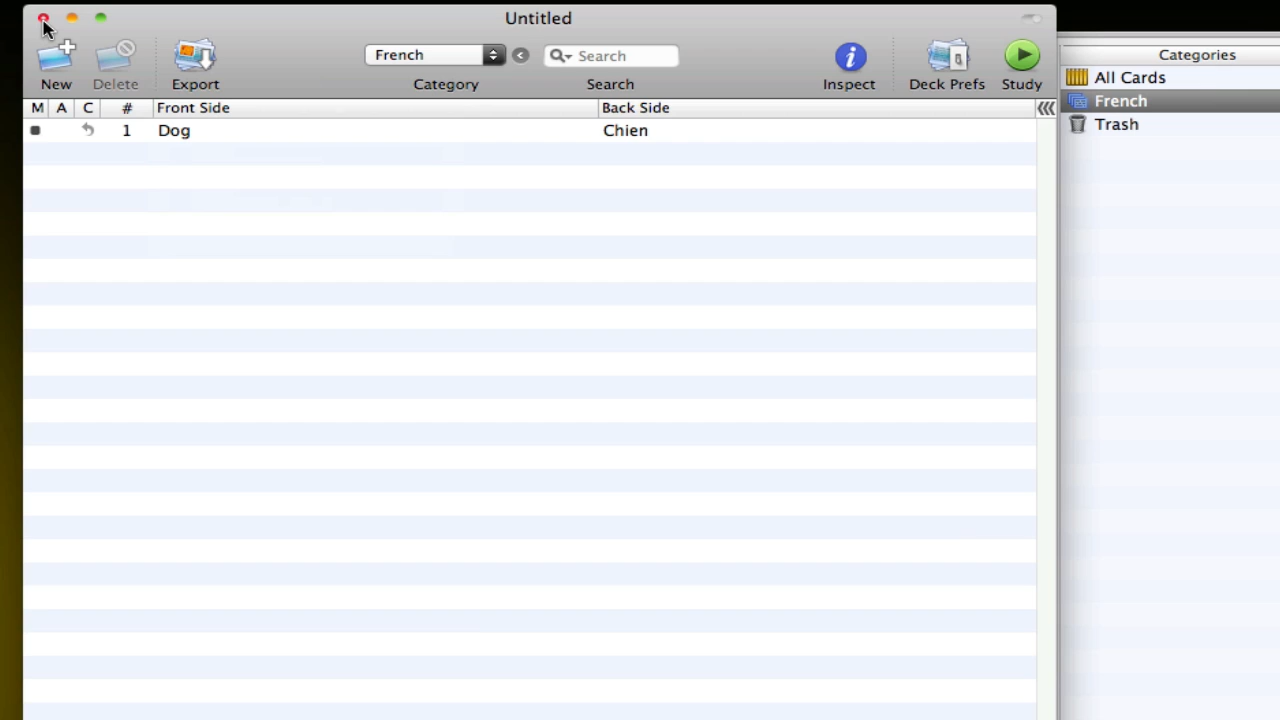 Untitled
New Delete Export French Category Search Search Inspect Deck Prefs Study
M A C # Front Side Back Side
1 Dog Chien
Categories
All Cards
French
Trash